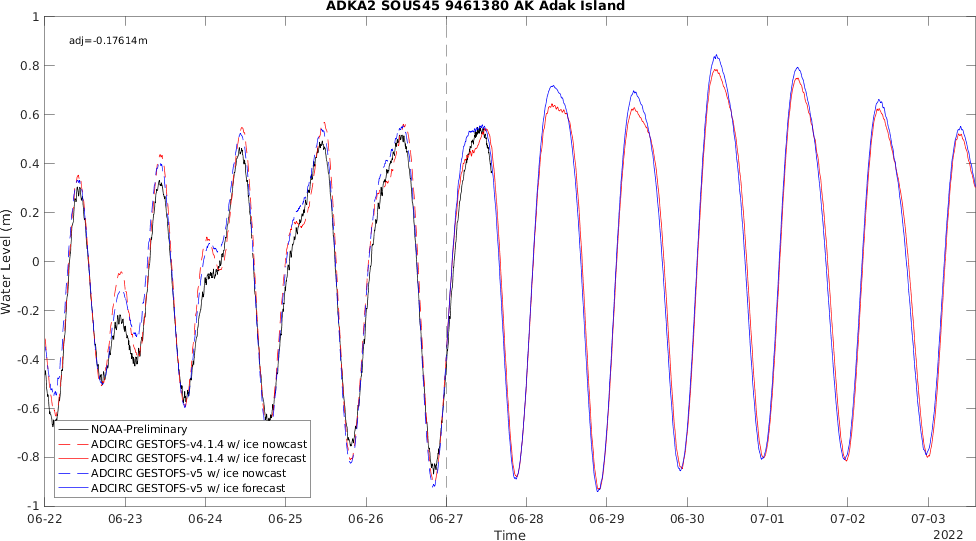 ADKA2 SOUS45 9461380 AK Adak Island
adj=-0.17614m
Water Level (m)
1
0.8
0.6
0.4
0.2
0
-0.2
-0.4
-0.6
-0.8
-1
NOAA-Preliminary
ADCIRC GESTOFS-v4.1.4 w/ ice nowcast
ADCIRC GESTOFS-v4.1.4 w/ ice forecast
ADCIRC GESTOFS-v5 w/ ice nowcast
ADCIRC GESTOFS-v5 w/ ice forecast
06-22 06-23 06-24 06-25 06-26 06-27 06-28 06-29 06-30 07-01 07-02 07-03
Time
2022